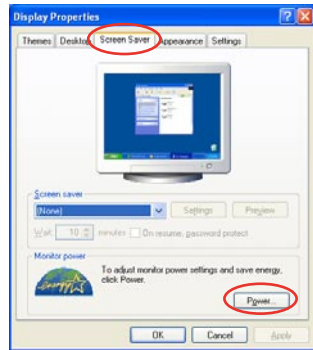 Display Properties
Themes Desktop Screen Saver Appearance Settings
Screen saver
(None) Settings Preview
Wait: 10 minutes On resume, password protect
Monitor power
To adjust monitor power settings and save energy,
click Power.
Power...
OK Cancel Apply